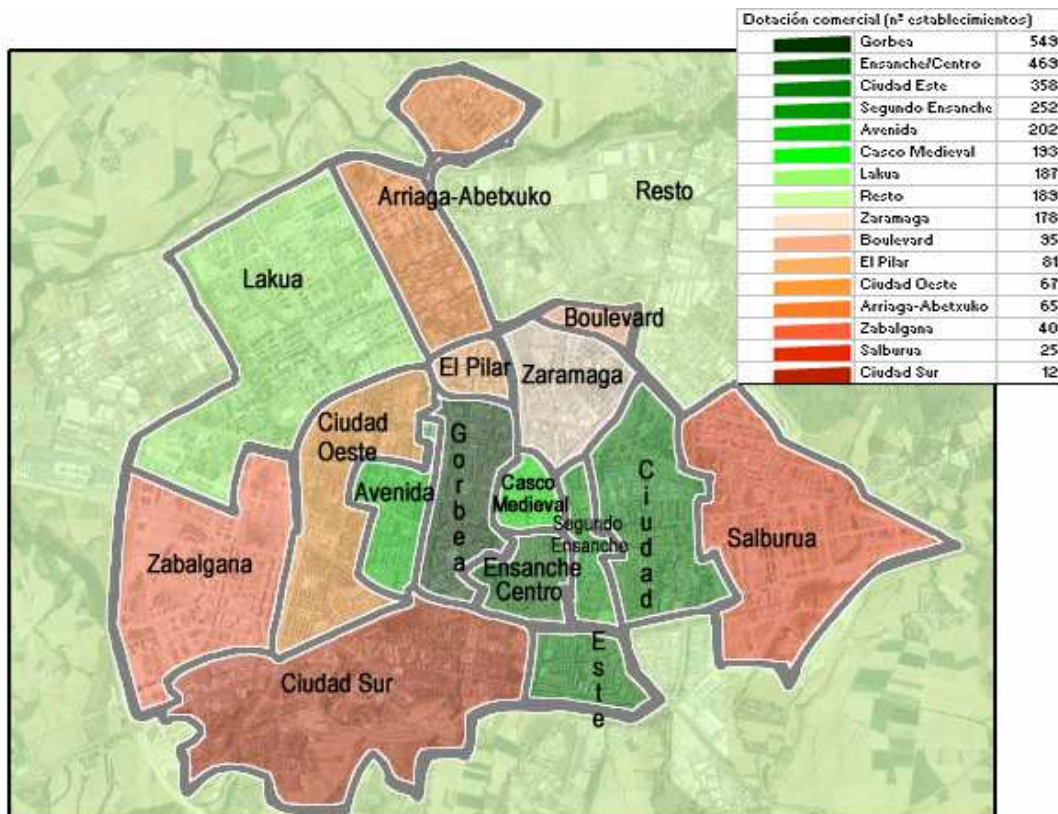 Dotación comercial (nº establecimientos)
Gorbea 549
Ensanche/Centro 469
Ciudad Este 358
Segundo Ensanche 252
Avenida 202
Casco Medieval 193
Lakua 187
Resto 189
Zaramaga 178
Boulevard 95
El Pilar 81
Ciudad Oeste 67
Arriaga-Abetxuko 65
Zabalgana 40
Salburua 25
Ciudad Sur 12
Arriaga-Abetxuko
Resto
Lakua
Boulevard
El Pilar
Zaramaga
Ciudad
Oeste
Gorbea
Avenida
Casco
Medieval
Segundo
Ensanche
Ciudad
Salburua
Zabalgana
Ensanche
Centro
Este
Ciudad Sur